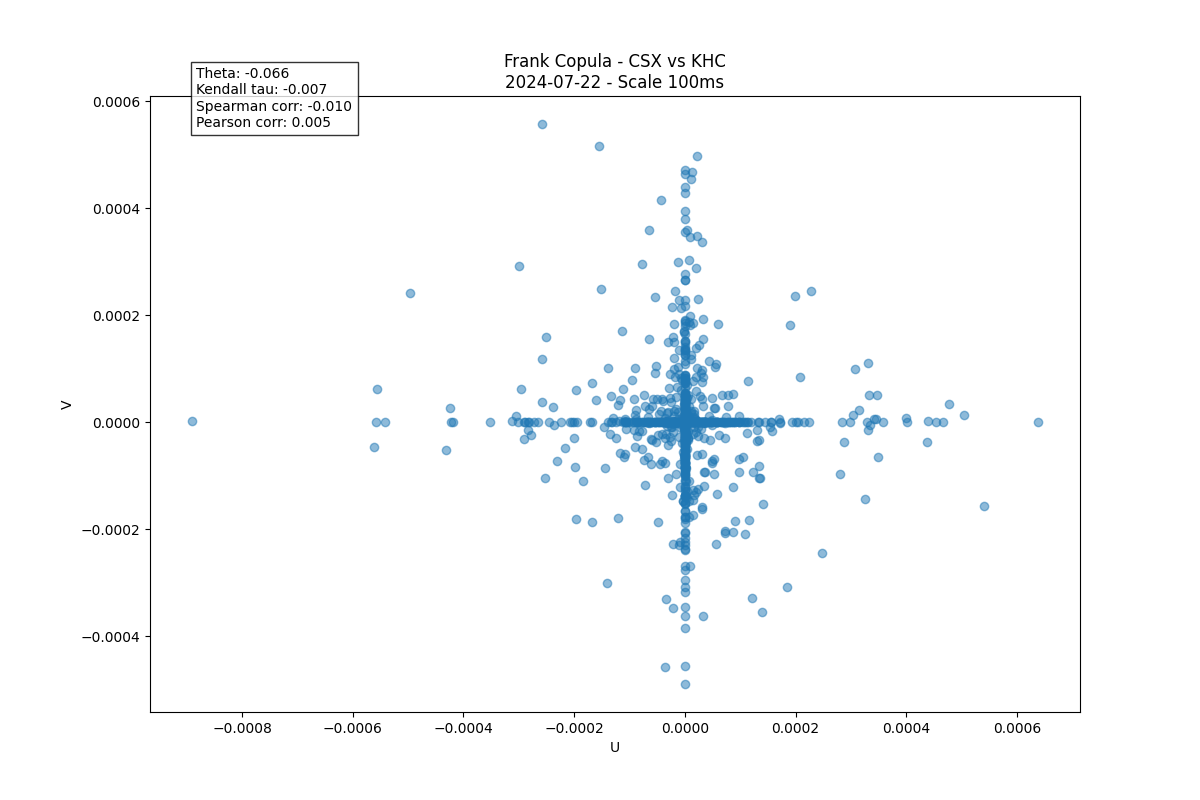 Frank Copula - CSX vs KHC
2024-07-22 - Scale 100ms
Theta: -0.066
Kendall tau: -0.007
Spearman corr: -0.010
Pearson corr: 0.005
0.0006
0.0004
0.0002
0.0000
−0.0002
−0.0004
V
−0.0008
−0.0006
−0.0004
−0.0002
0.0000
0.0002
0.0004
0.0006
U